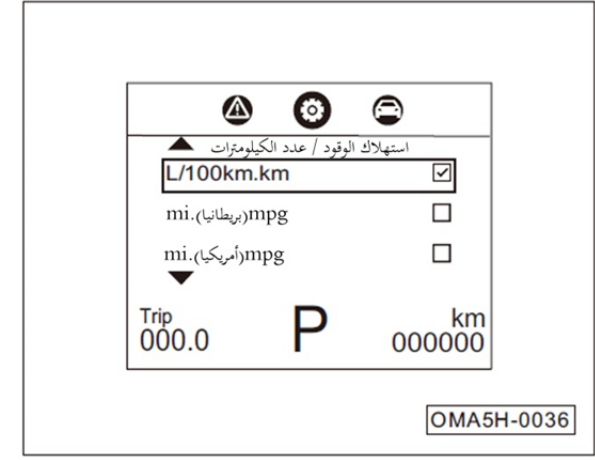 استهلاك الوقود / عدد الكيلومترات
L/100km.km
mi.(بريطانيا)mpg
mi.(أمريكيا)mpg
Trip
000.0
P
km
000000
OMA5H-0036